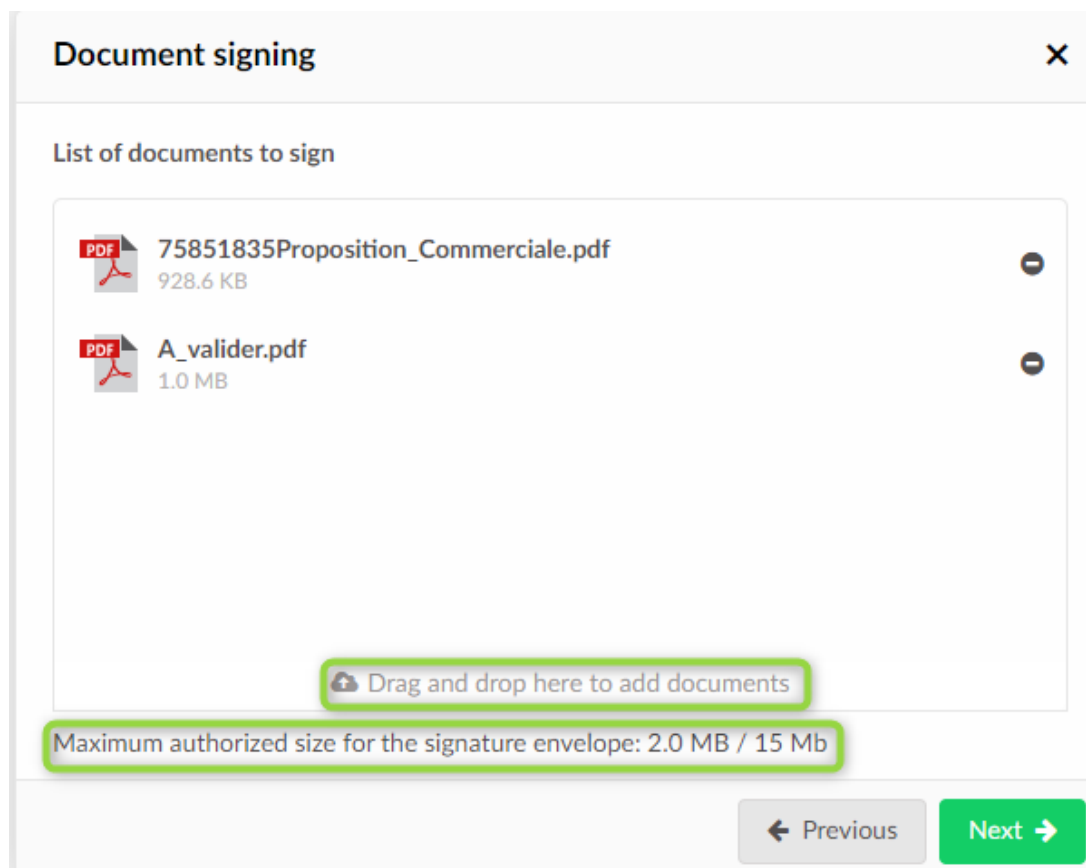 Document signing
List of documents to sign
PDF
75851835Proposition_Commerciale.pdf
928.6 KB
PDF
A_valider.pdf
1.0 MB
Drag and drop here to add documents
Maximum authorized size for the signature envelope: 2.0 MB / 15 Mb
Previous
Next